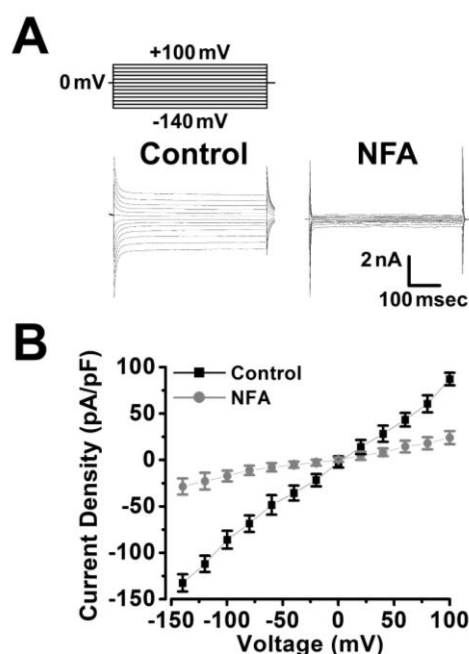 A
+100 mV
0 mV
-140 mV
Control NFA
2 nA
100 msec
B
Current Density (pA/pF)
100
50
0
-50
-100
-150
Control
NFA
-150 -100 -50 0 50 100
Voltage (mV)